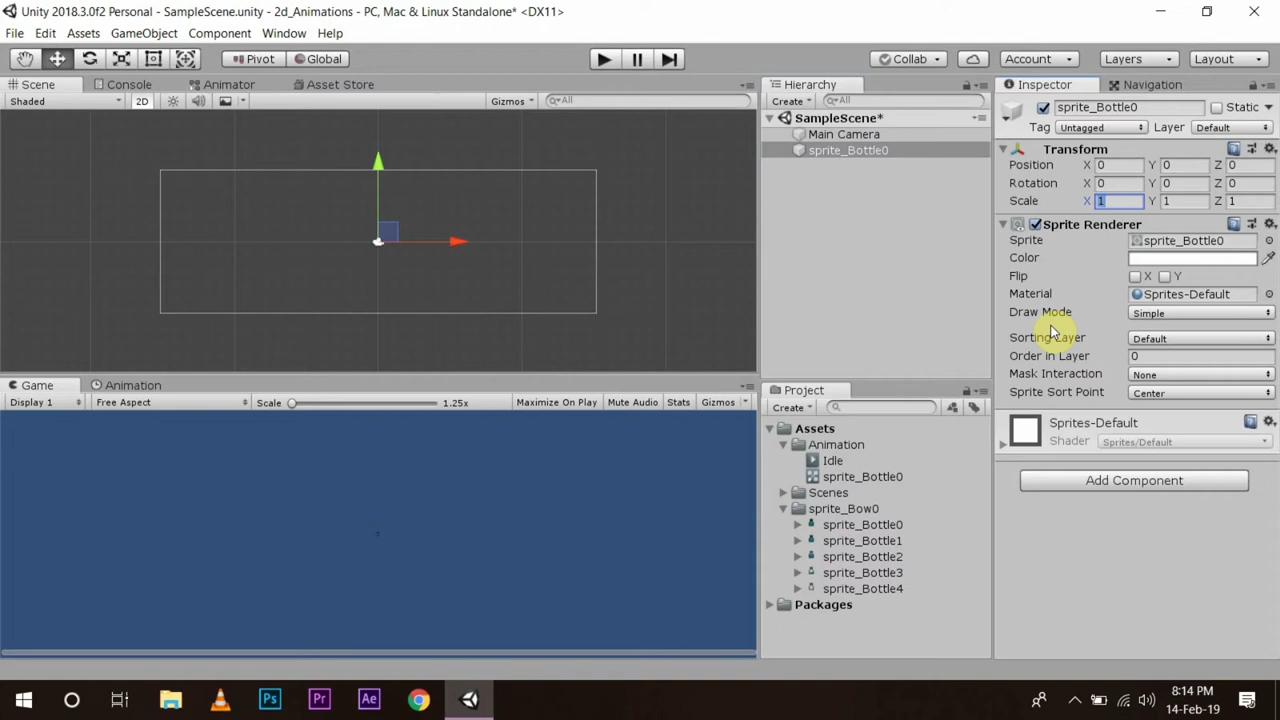 Unity 2018.3.0f2 Personal - SampleScene.unity - 2d_Animations - PC, Mac & Linux Standalone* <DX11>
File Edit Assets GameObject Component Window Help
Pivot Global Collab Account Layers Layout
Scene Console Animator Asset Store
Shaded 2D Gizmos All
Hierarchy
Create All
SampleScene*
Main Camera
sprite_Bottle0
Inspector Navigation
sprite_Bottle0 Static
Tag Untagged Layer Default
Transform
Position X 0 Y 0 Z 0
Rotation X 0 Y 0 Z 0
Scale X 1 Y 1 Z 1
Sprite Renderer
Sprite sprite_Bottle0
Color
Flip X Y
Material Sprites-Default
Draw Mode Simple
Sorting Layer Default
Order in Layer 0
Mask Interaction None
Sprite Sort Point Center
Sprites-Default
Shader Sprites/Default
Add Component
Game Animation
Display 1 Free Aspect Scale 1.25x Maximize On Play Mute Audio Stats Gizmos
Project
Create
Assets
Animation
Idle
sprite_Bottle0
Scenes
sprite_Bow0
sprite_Bottle0
sprite_Bottle1
sprite_Bottle2
sprite_Bottle3
sprite_Bottle4
Packages
Ps Pr Ae
8:14 PM
14-Feb-19